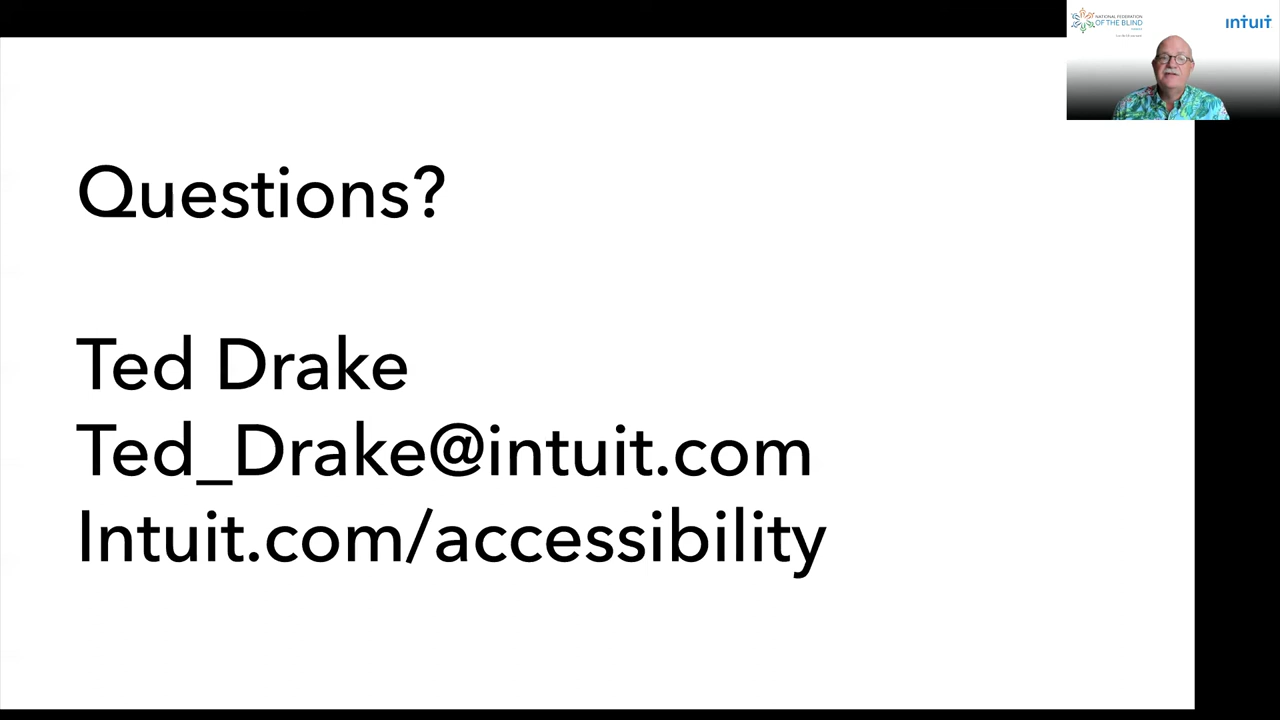 NATIONAL FEDERATION
OF THE BLIND
intuit
Questions?
Ted Drake
Ted_Drake@intuit.com
Intuit.com/accessibility